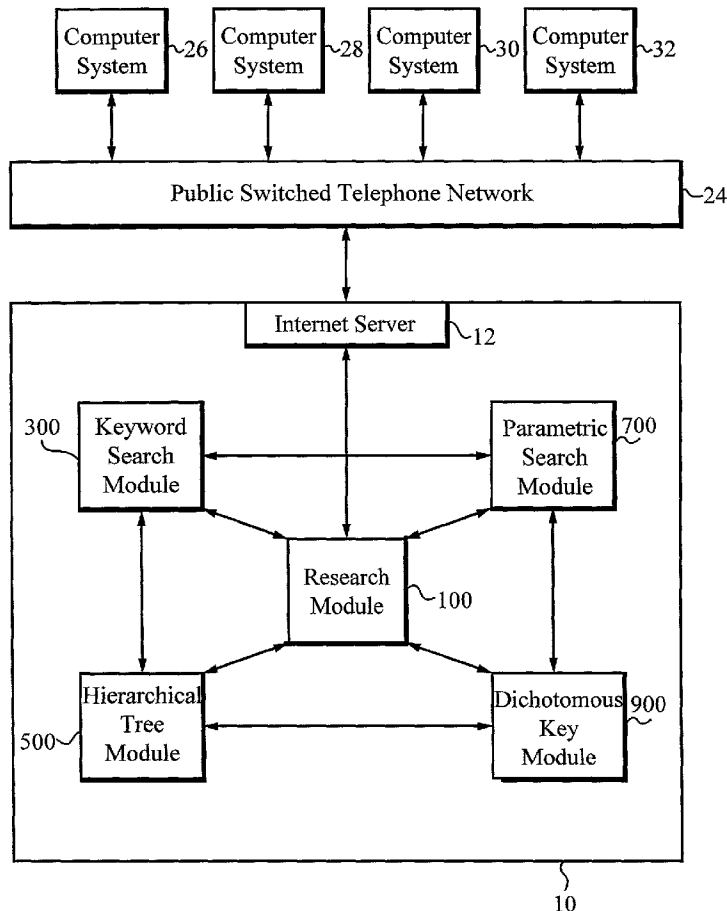 Computer
System
26
Computer
System
28
Computer
System
30
Computer
System
32
Public Switched Telephone Network
24
Internet Server
12
300
Keyword
Search
Module
Parametric
Search
Module
700
Research
Module
100
Hierarchical
Tree
Module
500
Dichotomous
Key
Module
900
10